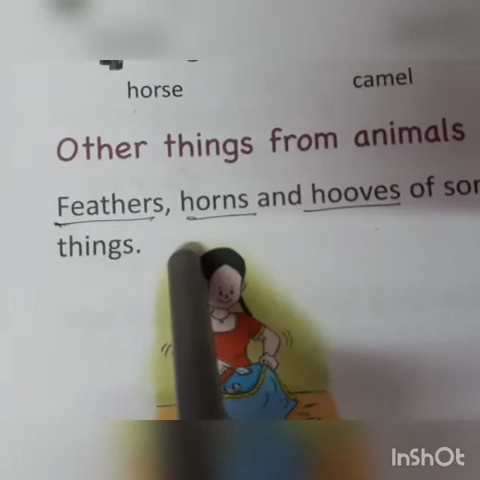 horse
camel
Other things from animals
Feathers, horns and hooves of
things.
InShOt